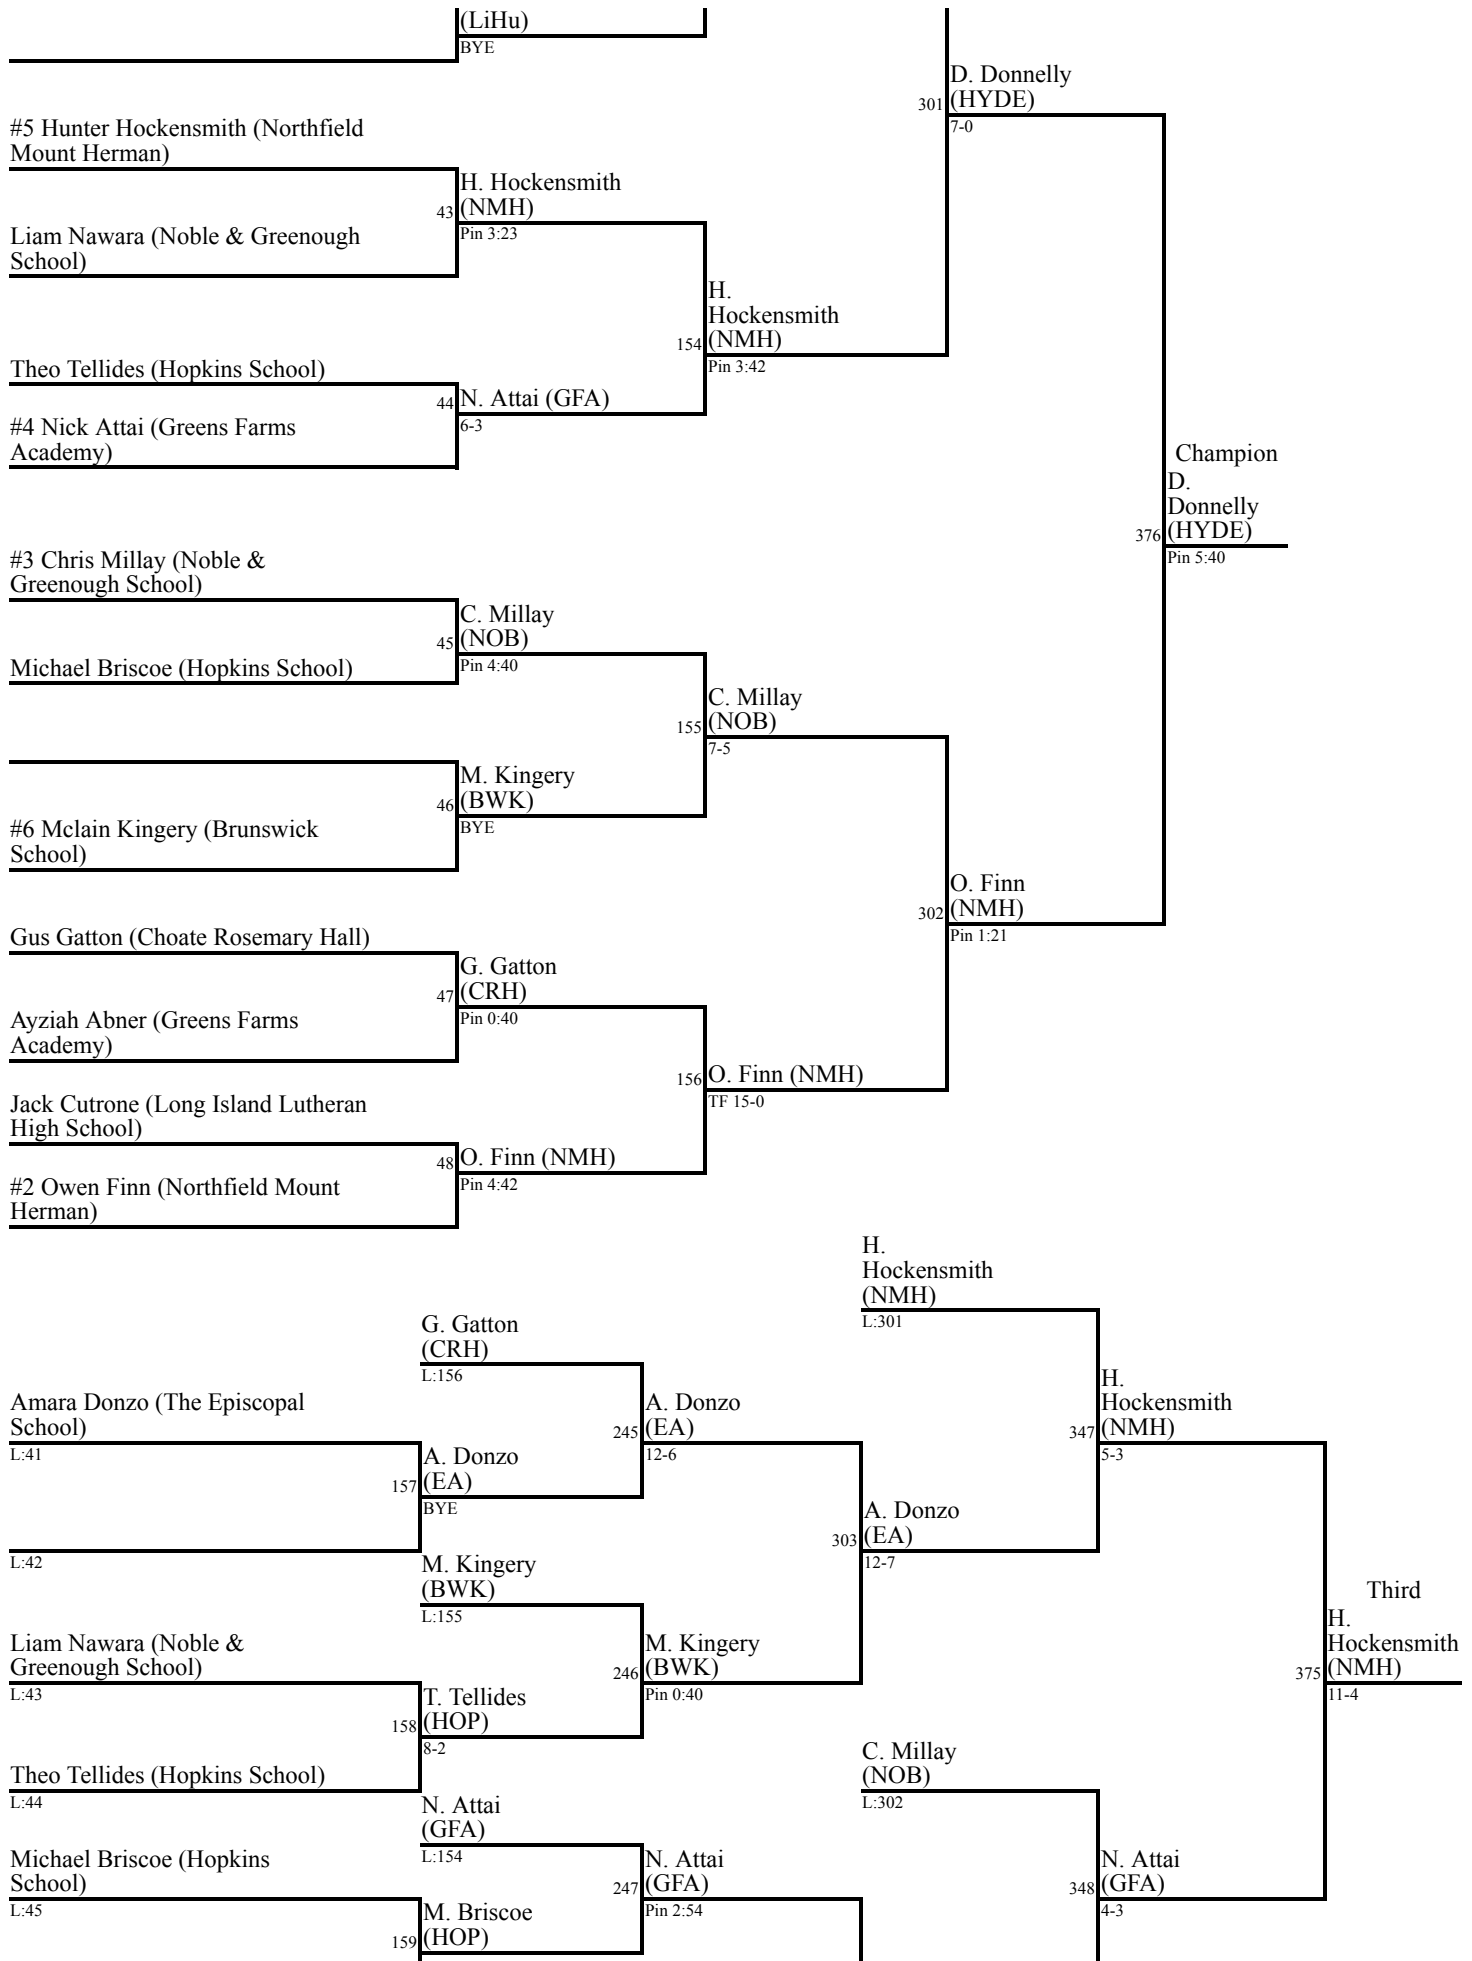 (LiHu)
BYE
D. Donnelly
301 (HYDE)
7-0
#5 Hunter Hockensmith (Northfield
Mount Herman)
H. Hockensmith
43 (NMH)
Pin 3:23
Liam Nawara (Noble & Greenough
School)
H.
Hockensmith
154 (NMH)
Pin 3:42
Theo Tellides (Hopkins School)
44 N. Attai (GFA)
6-3
#4 Nick Attai (Greens Farms
Academy)
Champion
D.
Donnelly
376 (HYDE)
Pin 5:40
#3 Chris Millay (Noble &
Greenough School)
C. Millay
45 (NOB)
Pin 4:40
Michael Briscoe (Hopkins School)
C. Millay
155 (NOB)
7-5
M. Kingery
46 (BWK)
BYE
#6 Mclain Kingery (Brunswick
School)
O. Finn
302 (NMH)
Pin 1:21
Gus Gatton (Choate Rosemary Hall)
G. Gatton
47 (CRH)
Pin 0:40
Ayziah Abner (Greens Farms
Academy)
156 O. Finn (NMH)
TF 15-0
Jack Cutrone (Long Island Lutheran
High School)
48 O. Finn (NMH)
Pin 4:42
#2 Owen Finn (Northfield Mount
Herman)
H.
Hockensmith
(NMH)
L:301
G. Gatton
(CRH)
L:156
Amara Donzo (The Episcopal
School)
L:41
A. Donzo
245 (EA)
12-6
H.
Hockensmith
347 (NMH)
5-3
A. Donzo
157 (EA)
BYE
L:42
A. Donzo
303 (EA)
12-7
M. Kingery
(BWK)
L:155
Third
H.
Hockensmith
375 (NMH)
11-4
Liam Nawara (Noble &
Greenough School)
L:43
M. Kingery
246 (BWK)
Pin 0:40
T. Tellides
158 (HOP)
8-2
Theo Tellides (Hopkins School)
L:44
C. Millay
(NOB)
L:302
N. Attai
(GFA)
L:154
Michael Briscoe (Hopkins
School)
L:45
N. Attai
247 (GFA)
Pin 2:54
N. Attai
348 (GFA)
4-3
M. Briscoe
159 (HOP)